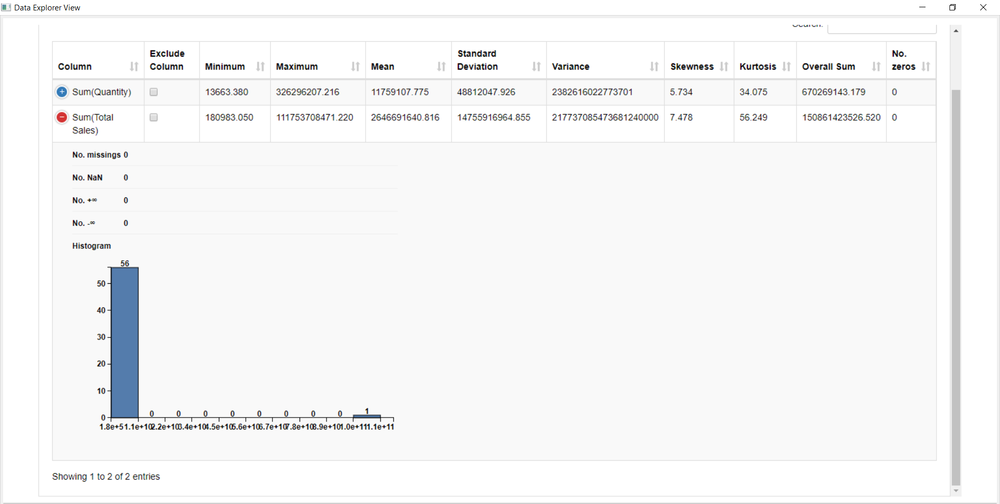 Data Explorer View
Search:
Column Exclude Column Minimum Maximum Mean Standard Deviation Variance Skewness Kurtosis Overall Sum No. zeros
Sum(Quantity) 13663.380 326296207.216 11759107.775 48812047.926 2382616022773701 5.734 34.075 670269143.179 0
Sum(Total Sales) 180983.050 111753708471.220 2646691640.816 14755916964.855 217737085473681240000 7.478 56.249 150861423526.520 0
No. missings 0
No. NaN 0
No. +∞ 0
No. -∞ 0
Histogram
56
50
40
30
20
10
0
0 0 0 0 0 0 0 0 1
1.8e+5 1.1e+10 2.2e+10 3.4e+10 4.5e+10 5.6e+10 6.7e+10 7.8e+10 8.9e+10 1.0e+11 1.1e+11
Showing 1 to 2 of 2 entries